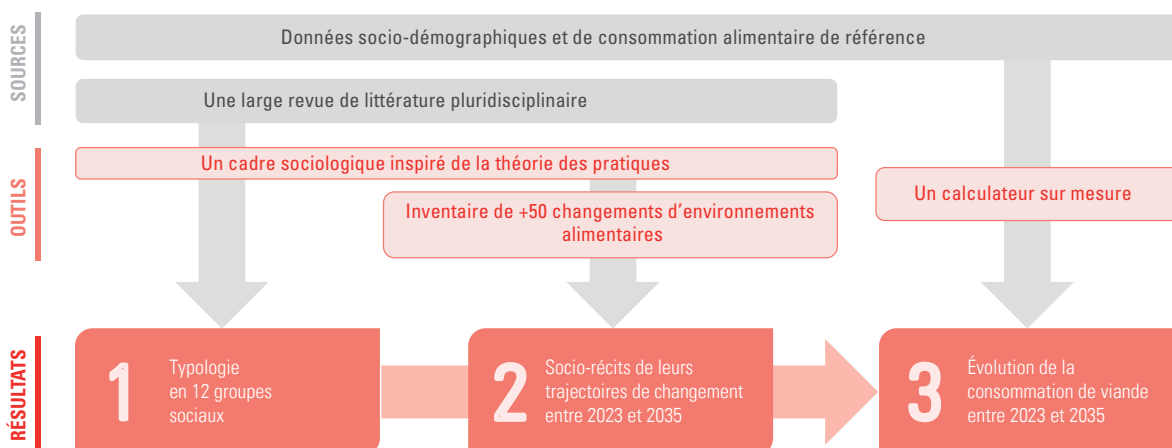 SOURCES
Données socio-démographiques et de consommation alimentaire de référence
Une large revue de littérature pluridisciplinaire
OUTILS
Un cadre sociologique inspiré de la théorie des pratiques
Inventaire de +50 changements d’environnements
alimentaires
Un calculateur sur mesure
RÉSULTATS
1
Typologie
en 12 groupes
sociaux
2
Socio-récits de leurs
trajectoires de changement
entre 2023 et 2035
3
Évolution de la
consommation de viande
entre 2023 et 2035